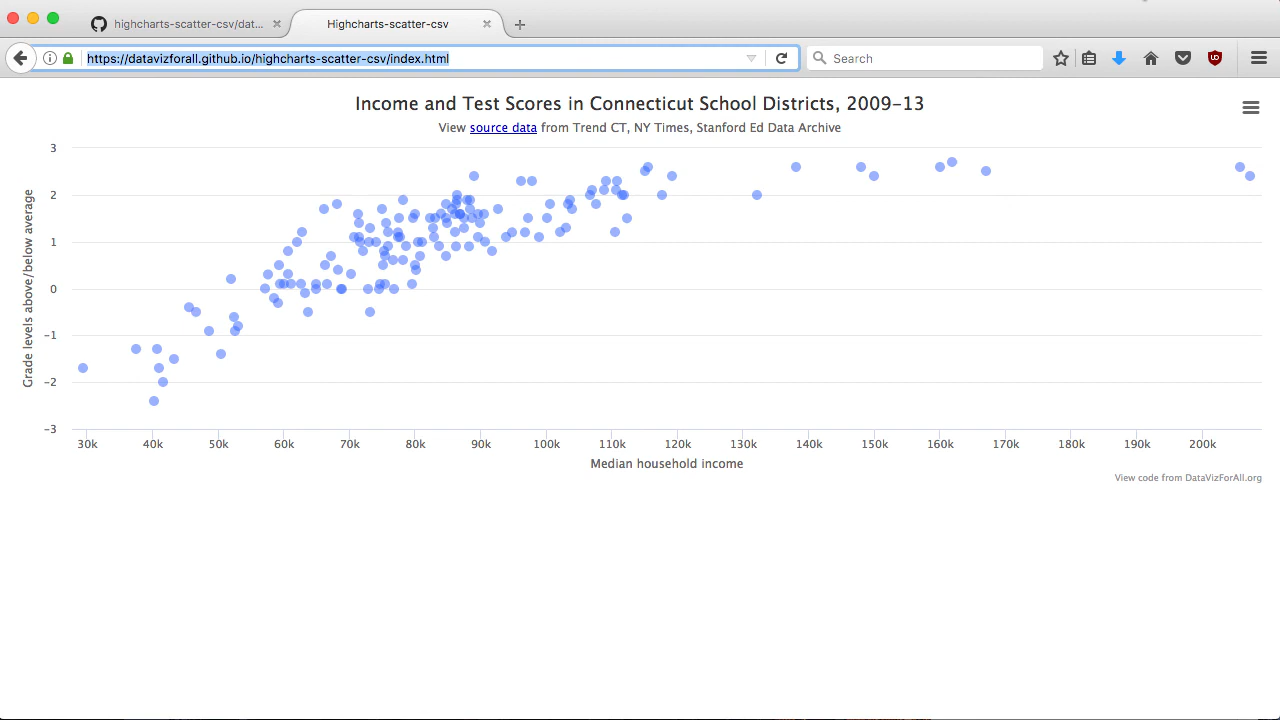 highcharts-scatter-csv/dat...
Highcharts-scatter-csv
https://datavizforall.github.io/highcharts-scatter-csv/index.html
Search
Income and Test Scores in Connecticut School Districts, 2009-13
View source data from Trend CT, NY Times, Stanford Ed Data Archive
Grade levels above/below average
3
2
1
0
-1
-2
-3
30k 40k 50k 60k 70k 80k 90k 100k 110k 120k 130k 140k 150k 160k 170k 180k 190k 200k
Median household income
View code from DataVizForAll.org